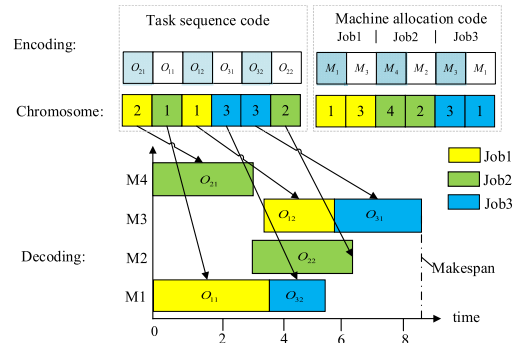 Task sequence code
Machine allocation code
Job1 Job2 Job3
Encoding:
O21 O11 O12 O31 O32 O22
M1 M3 M4 M2 M3 M1
Chromosome:
2 1 1 3 3 2
1 3 4 2 3 1
Job1
Job2
Job3
M4
O21
M3
O12 O31
Decoding:
M2
O22
Makespan
M1
O11 O32
time
0 2 4 6 8